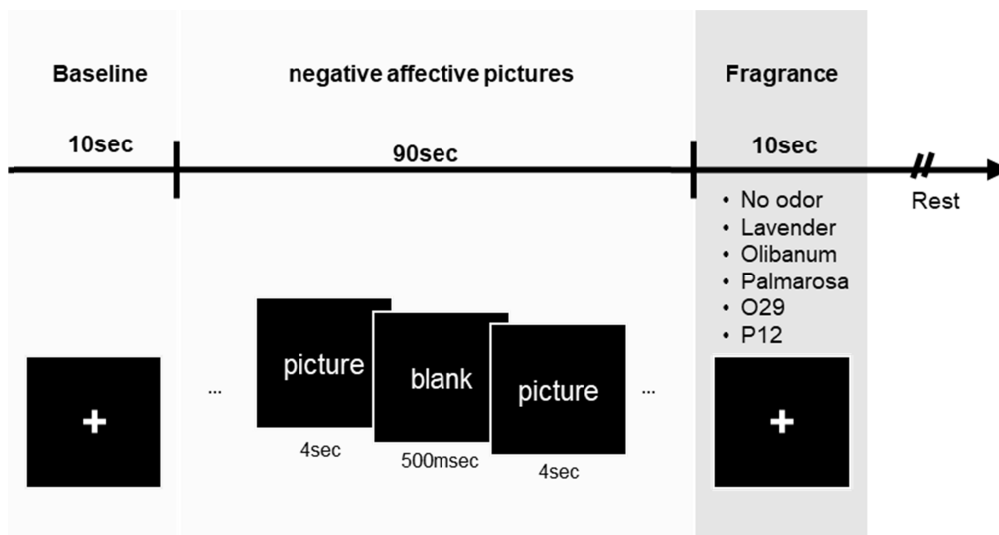 Baseline
negative affective pictures
Fragrance
10sec
90sec
10sec
Rest
• No odor
• Lavender
• Olibanum
• Palmarosa
• O29
• P12
...
picture
blank
picture
...
4sec
500msec
4sec